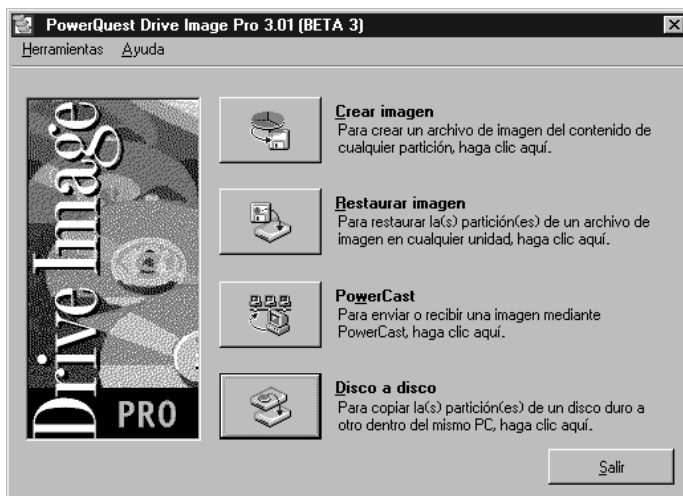 PowerQuest Drive Image Pro 3.01 (BETA 3)
Herramientas Ayuda
Drive Image
PRO
Crear imagen
Para crear un archivo de imagen del contenido de
cualquier partición, haga clic aquí.
Restaurar imagen
Para restaurar la(s) partición(es) de un archivo de
imagen en cualquier unidad, haga clic aquí.
PowerCast
Para enviar o recibir una imagen mediante
PowerCast, haga clic aquí.
Disco a disco
Para copiar la(s) partición(es) de un disco duro a
otro dentro del mismo PC, haga clic aquí.
Salir